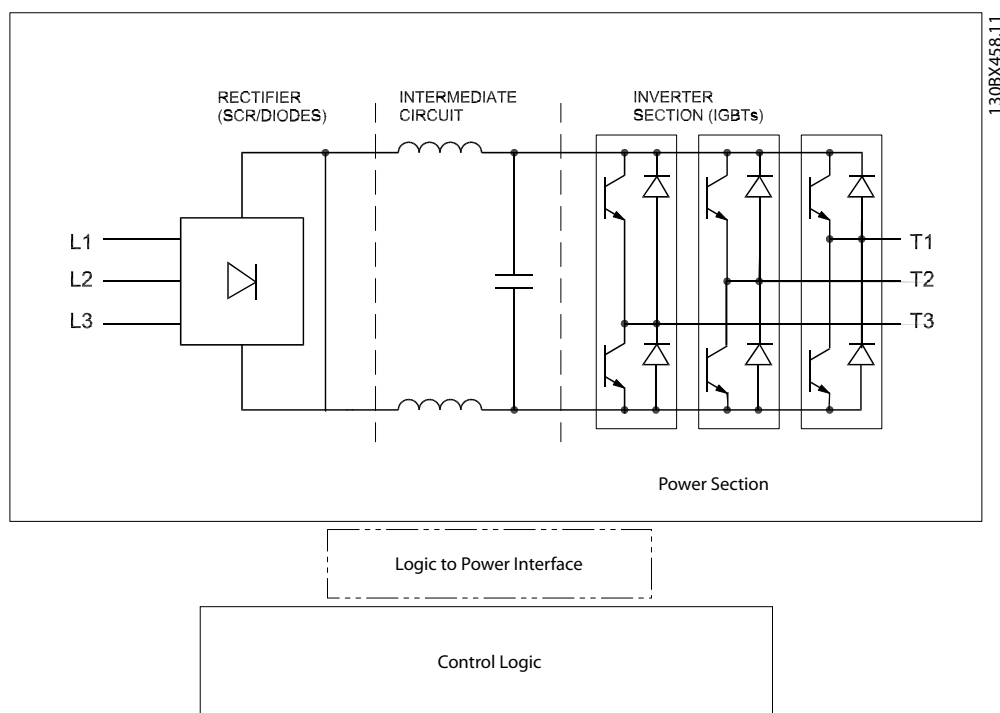 130BX458.11
RECTIFIER
(SCR/DIODES)
INTERMEDIATE
CIRCUIT
INVERTER
SECTION (IGBTs)
L1
L2
L3
T1
T2
T3
Power Section
Logic to Power Interface
Control Logic